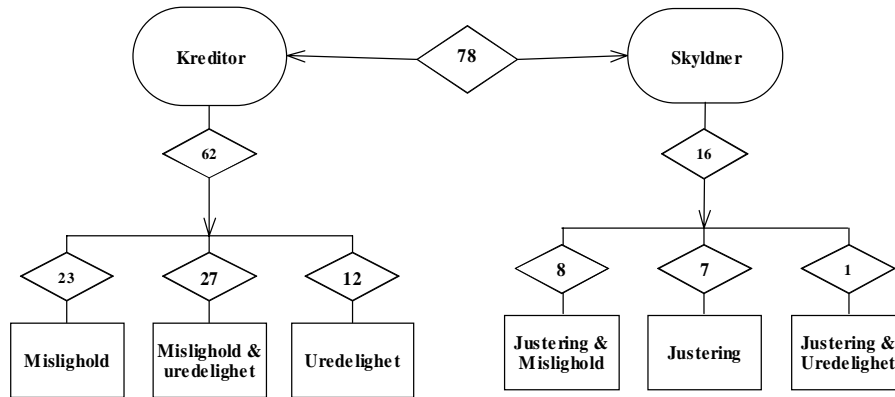 Kreditor
78
Skyldner
62
16
23
27
12
8
7
1
Mislighold
Mislighold &
uredelighet
Uredelighet
Justering &
Mislighold
Justering
Justering &
Uredelighet